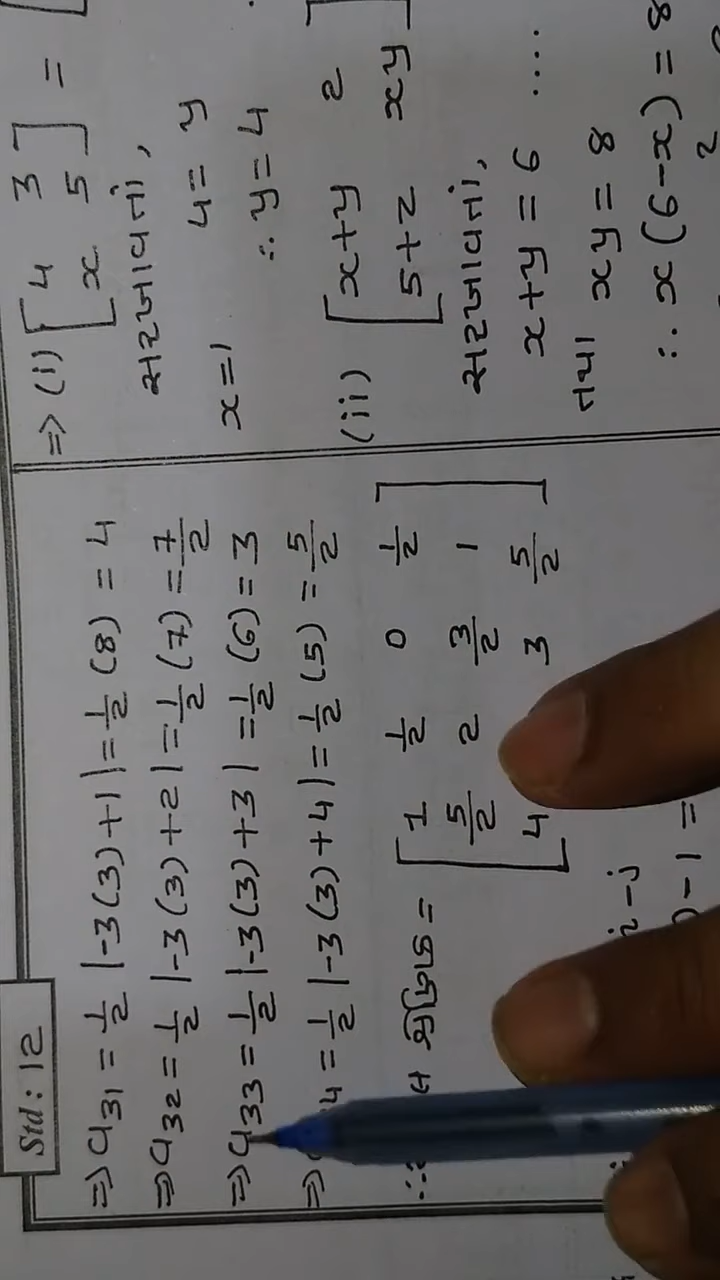 Std : 12
=> a31 = 1/2 |-3(3)+1| = 1/2 (8) = 4
=> a32 = 1/2 |-3(3)+2| = 1/2 (7) = 7/2
=> a33 = 1/2 |-3(3)+3| = 1/2 (6) = 3
=> 4 = 1/2 |-3(3)+4| = 1/2 (5) = 5/2
∴ શ્રેણિક = [ 1 1/2 0 1/2
5/2 2 3/2 1
4 3 5/2 ]
i-j
-1 =
=> (i) [ 4 3
x 5 ] = [
સરખાવતાં,
x=1 4=y
∴ y=4
(ii) [ x+y 2
5+z xy ]
સરખાવતાં,
x+y = 6 ....
તથા xy = 8
∴ x(6-x) = 8
2